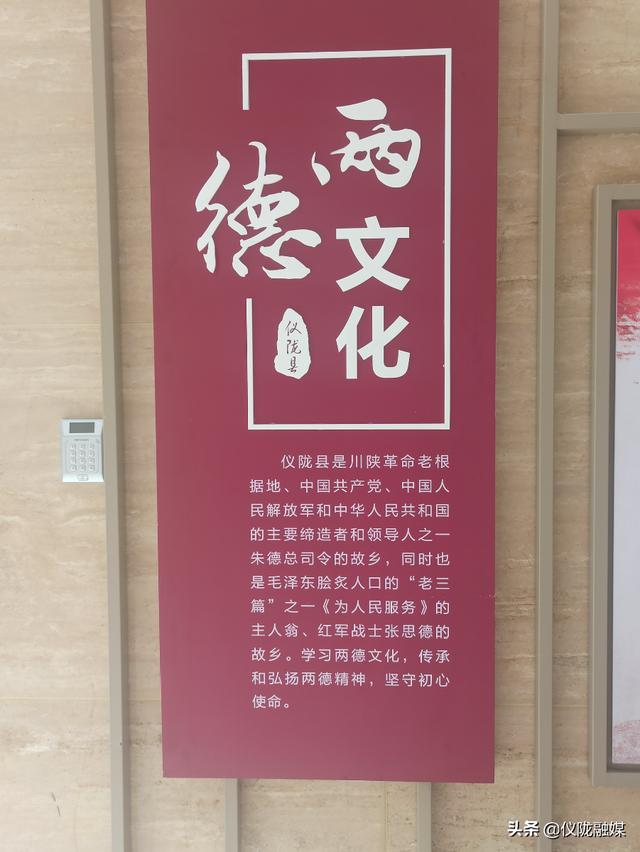 两德
文化
仪陇县
仪陇县是川陕革命老根
据地、中国共产党、中国人
民解放军和中华人民共和国
的主要缔造者和领导人之一
朱德总司令的故乡，同时也
是毛泽东脍炙人口的“老三
篇”之一《为人民服务》的
主人翁、红军战士张思德的
故乡。学习两德文化，传承
和弘扬两德精神，坚守初心
使命。
头条 @仪陇融媒